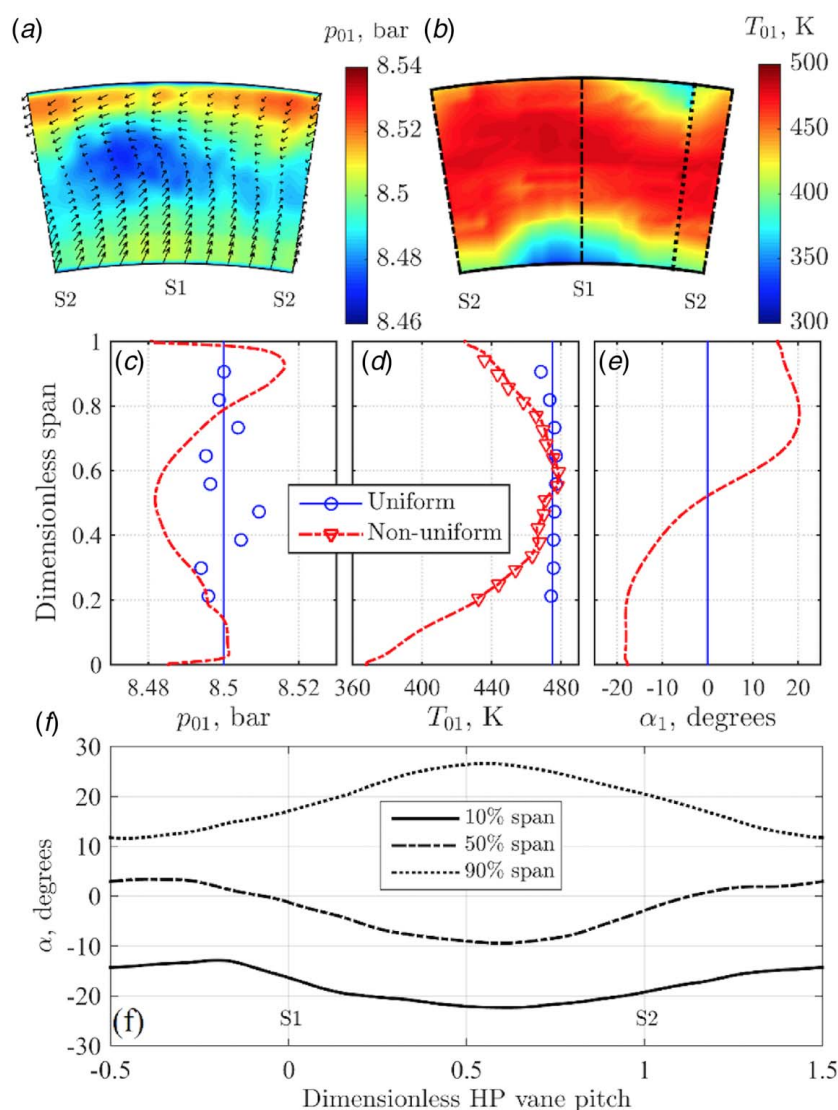 (a)
p01, bar
8.54
8.52
8.5
8.48
8.46
S2
S1
S2
(b)
T01, K
500
450
400
350
300
S2
S1
S2
Dimensionless span
1
0.8
0.6
0.4
0.2
0
(c)
8.48
8.5
8.52
p01, bar
(d)
360
400
440
480
T01, K
(e)
-20
-10
0
10
20
α1, degrees
Uniform
Non-uniform
(f)
α, degrees
30
20
10
0
-10
-20
-30
10% span
50% span
90% span
(f)
S1
S2
-0.5
0
0.5
1
1.5
Dimensionless HP vane pitch